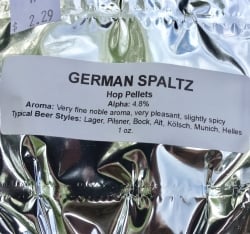 $ 2.29
GERMAN SPALTZ
Hop Pellets
Alpha: 4.8%
Aroma: Very fine noble aroma, very pleasant, slightly spicy
Typical Beer Styles: Lager, Pilsner, Bock, Alt, Kölsch, Munich, Helles
1 oz.